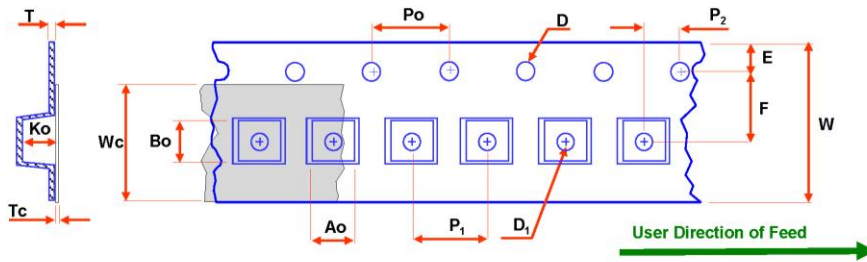 T
Po
D
P2
E
F
W
Ko
Wc
Bo
Tc
Ao
P1
D1
User Direction of Feed